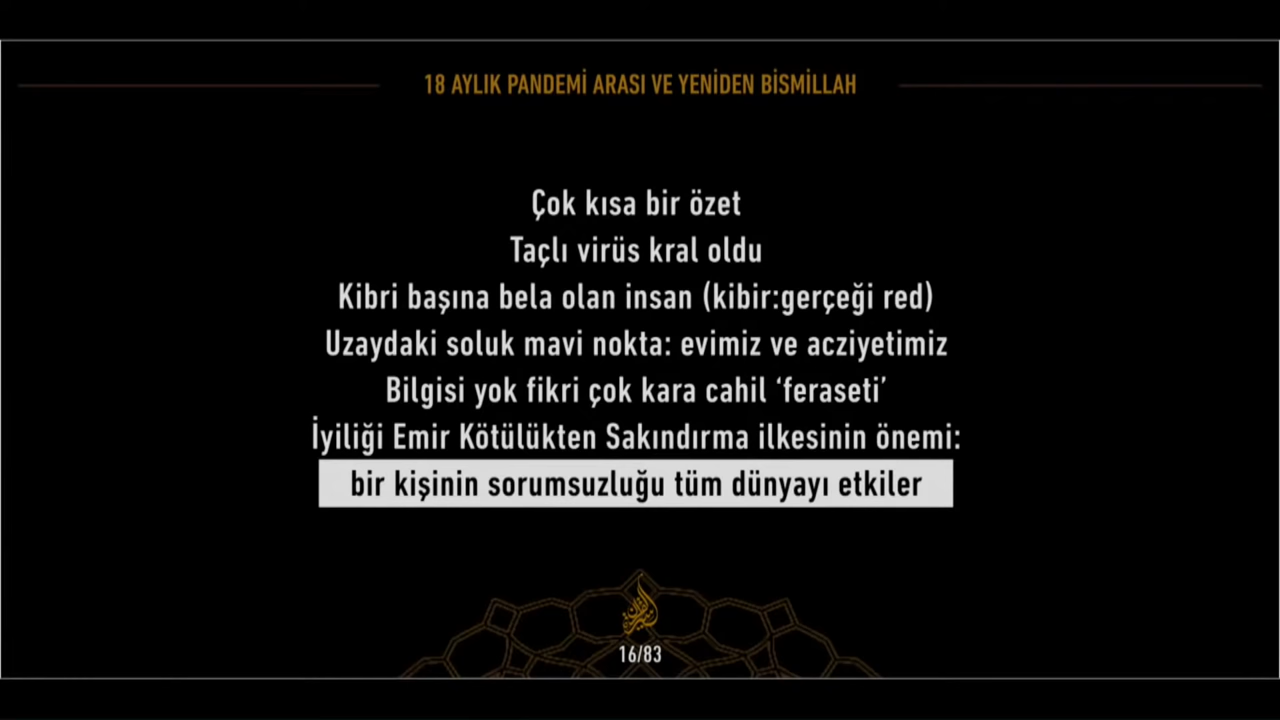 18 AYLIK PANDEMİ ARASI VE YENİDEN BİSMİLLAH
Çok kısa bir özet
Taçlı virüs kral oldu
Kibri başına bela olan insan (kibir:gerçeği red)
Uzaydaki soluk mavi nokta: evimiz ve acziyetimiz
Bilgisi yok fikri çok kara cahil ‘feraseti’
İyiliği Emir Kötülükten Sakındırma ilkesinin önemi:
bir kişinin sorumsuzluğu tüm dünyayı etkiler
16/83